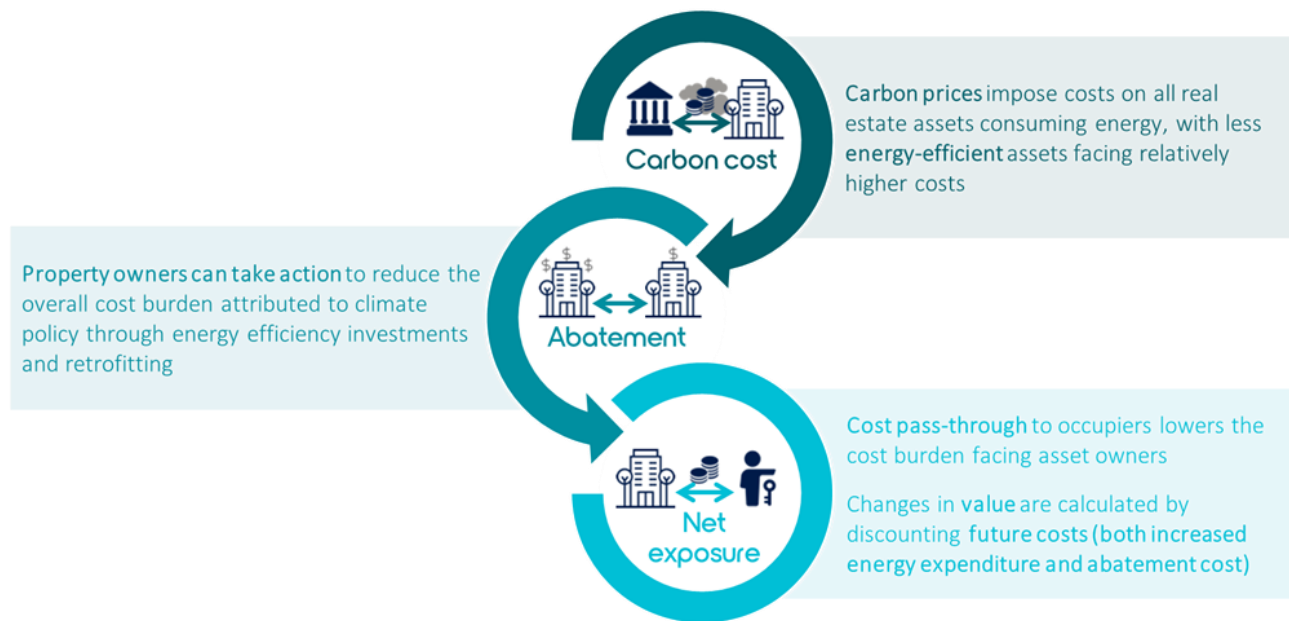 Carbon cost
Carbon prices impose costs on all real
estate assets consuming energy, with less
energy-efficient assets facing relatively
higher costs
Property owners can take action to reduce the
overall cost burden attributed to climate
policy through energy efficiency investments
and retrofitting
$ $ $
$
Abatement
Net
exposure
Cost pass-through to occupiers lowers the
cost burden facing asset owners
Changes in value are calculated by
discounting future costs (both increased
energy expenditure and abatement cost)